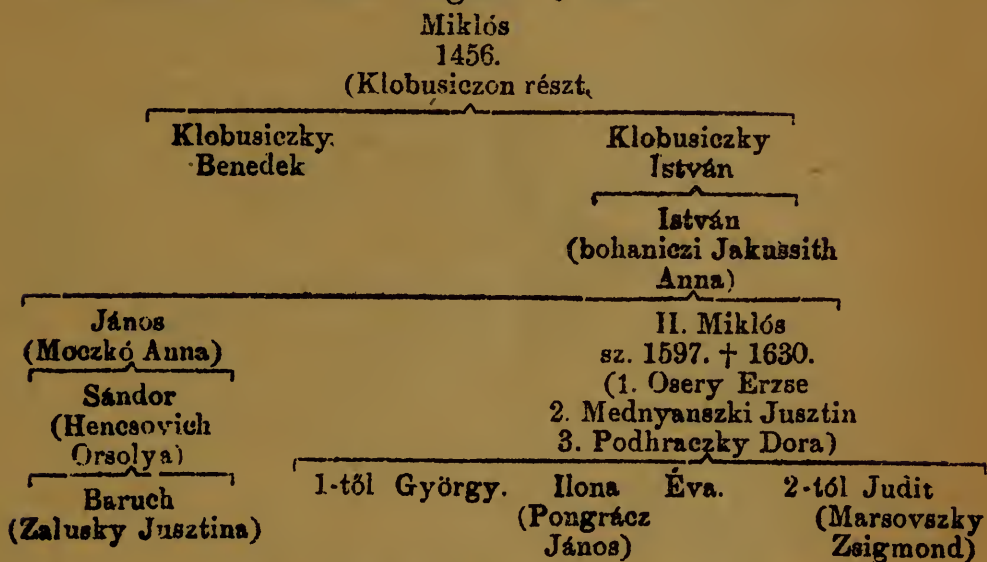 Miklós
1456.
(Klobusiczon részt.
Klobusiczky. Klobusiczky
Benedek István
István
(bohaniczi Jakussith
Anna)
János II. Miklós
(Moczkó Anna) sz. 1597. † 1630.
Sándor (1. Osery Erzse
(Hencsovich 2. Mednyanszki Jusztin
Orsolya) 3. Podhraczky Dora)
Baruch 1-től György. Ilona Éva. 2-tól Judit
(Zalusky Jusztina) (Pongrácz (Marsovszky
János) Zsigmond)